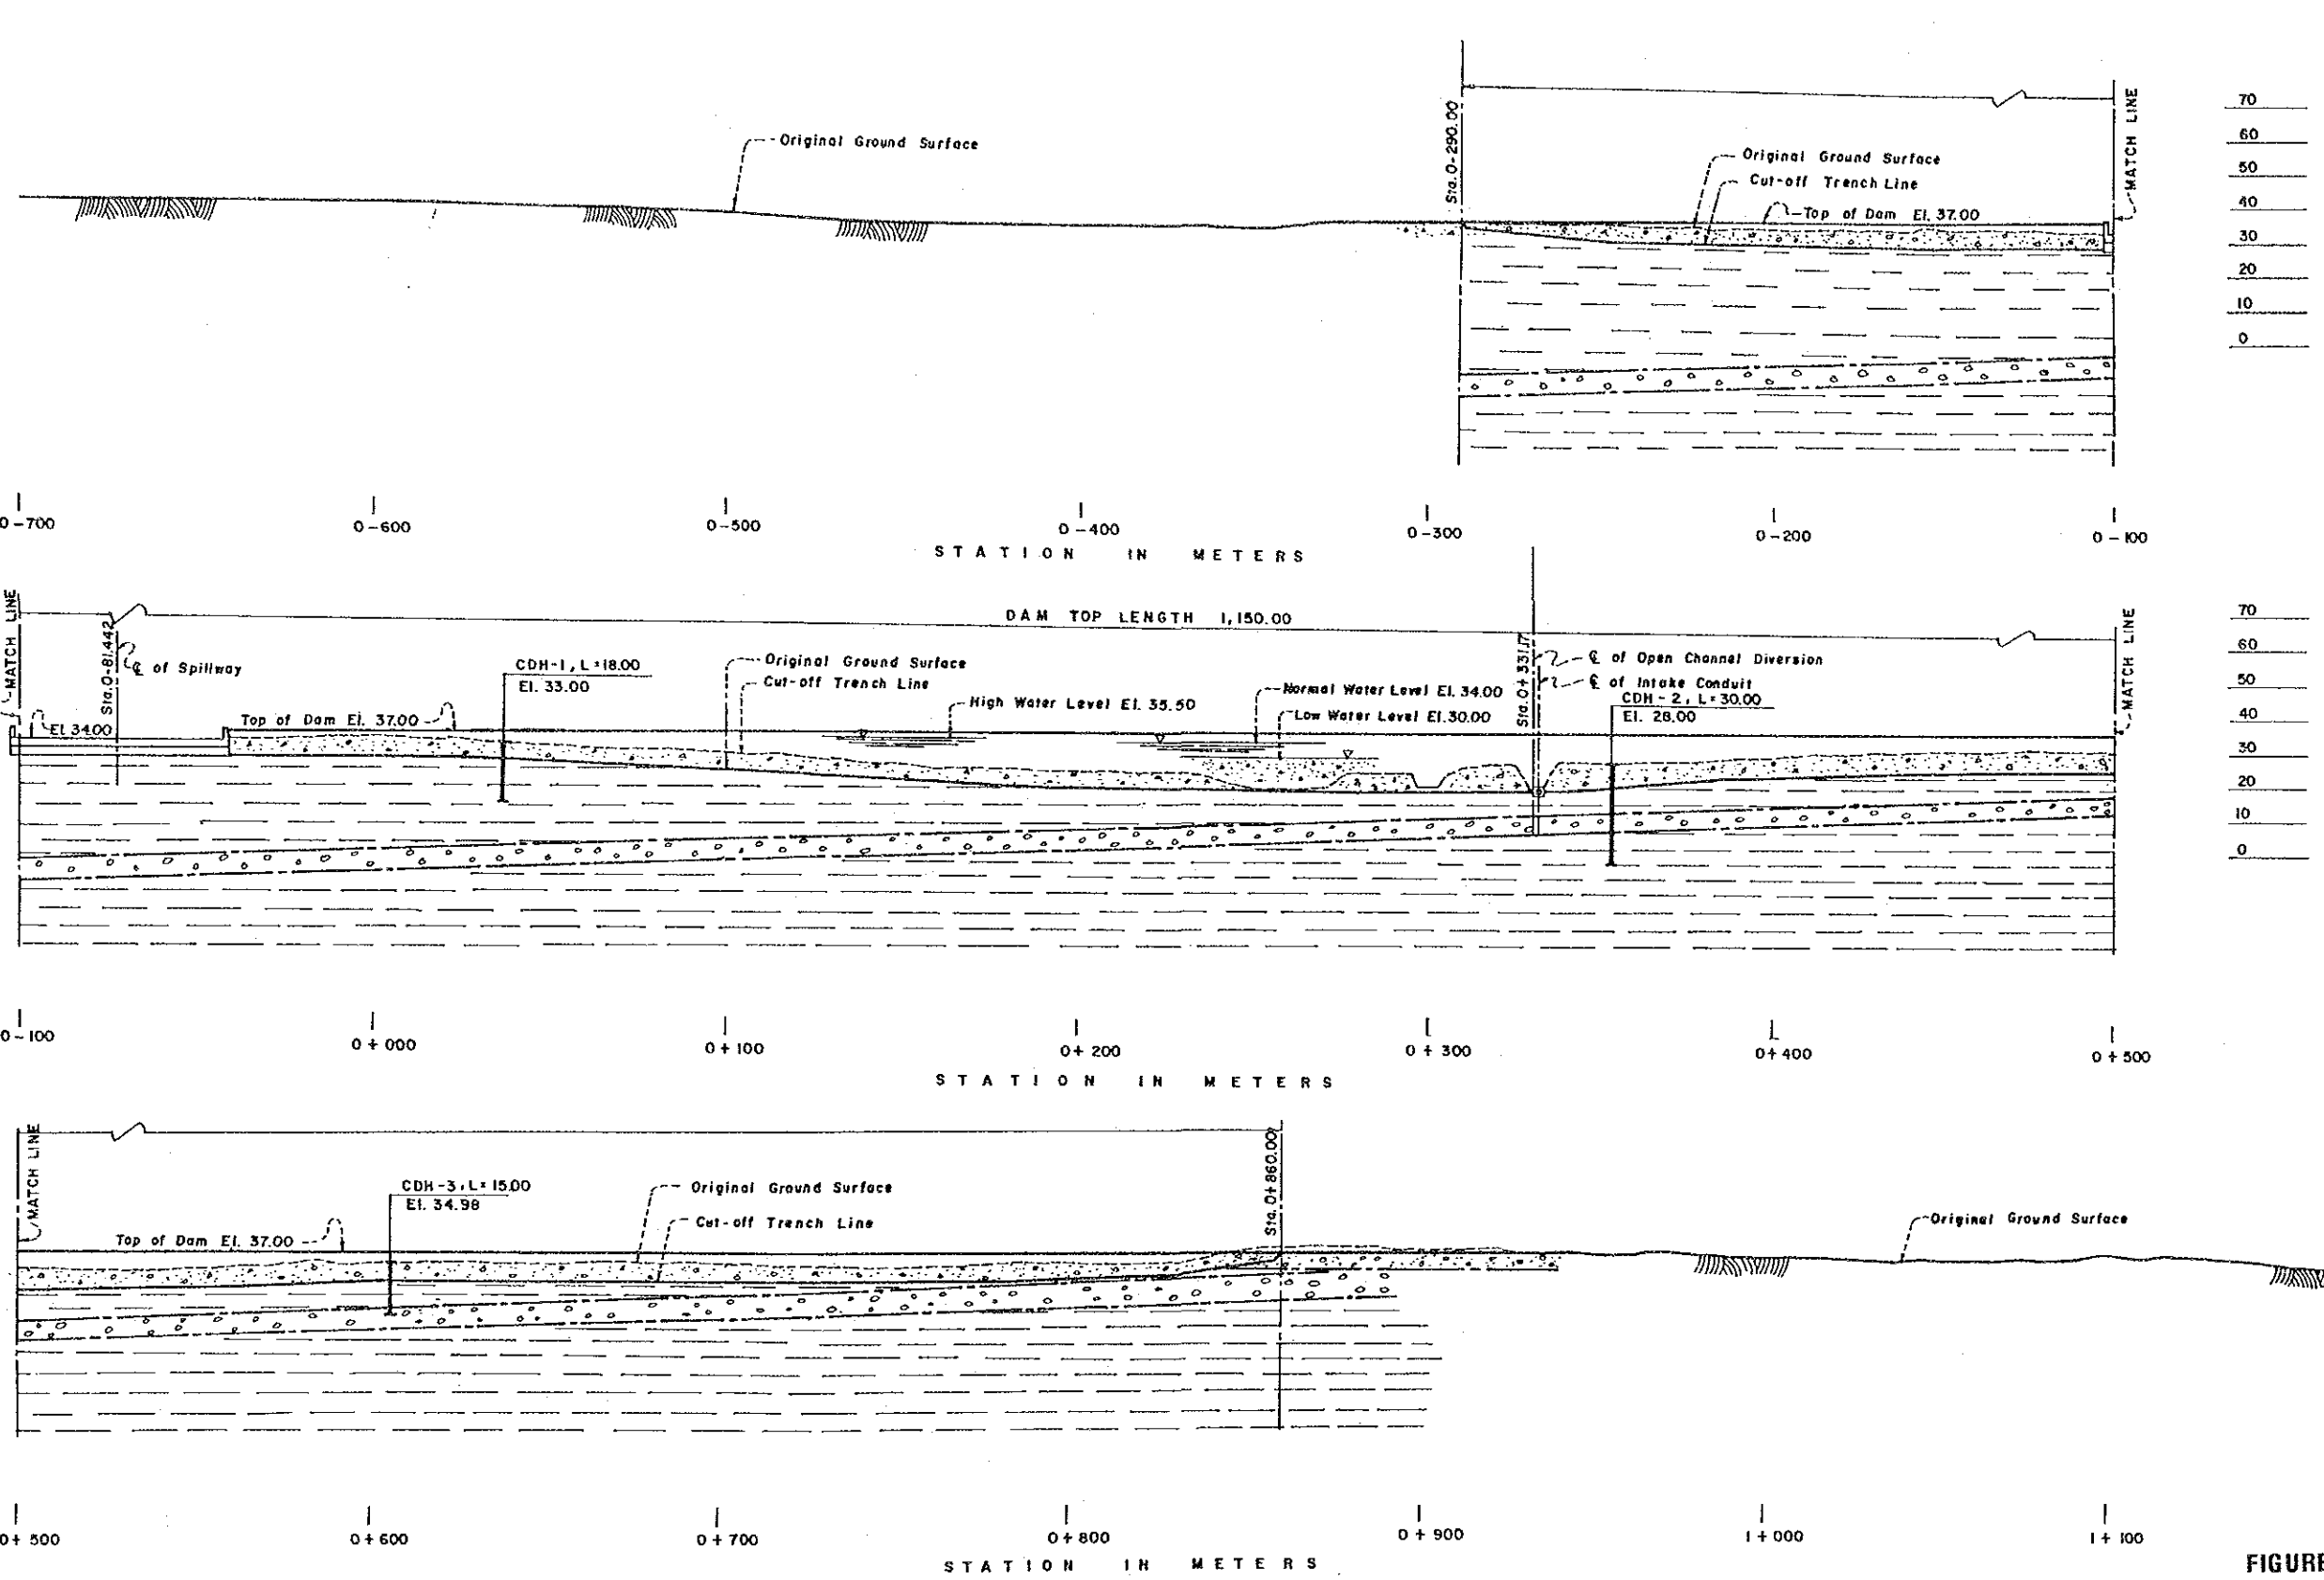 Original Ground Surface
Sta. 0-290.00
Original Ground Surface
Cut-off Trench Line
Top of Dam El. 37.00
MATCH LINE
70
60
50
40
30
20
10
0
0-700
0-600
0-500
0-400
0-300
0-200
0-100
STATION IN METERS
MATCH LINE
DAM TOP LENGTH 1,150.00
Sta. 0-81.442
℄ of Spillway
El. 34.00
Top of Dam El. 37.00
CDH-1, L=18.00
El. 33.00
Original Ground Surface
Cut-off Trench Line
High Water Level El. 35.50
Normal Water Level El. 34.00
Low Water Level El. 30.00
Sta. 0+331.17
℄ of Open Channel Diversion
℄ of Intake Conduit
CDH-2, L=30.00
El. 28.00
MATCH LINE
70
60
50
40
30
20
10
0
0-100
0+000
0+100
0+200
0+300
0+400
0+500
STATION IN METERS
MATCH LINE
Top of Dam El. 37.00
CDH-3, L=15.00
El. 34.98
Original Ground Surface
Cut-off Trench Line
Sta. 0+860.00
Original Ground Surface
0+500
0+600
0+700
0+800
0+900
1+000
1+100
STATION IN METERS
FIGURE